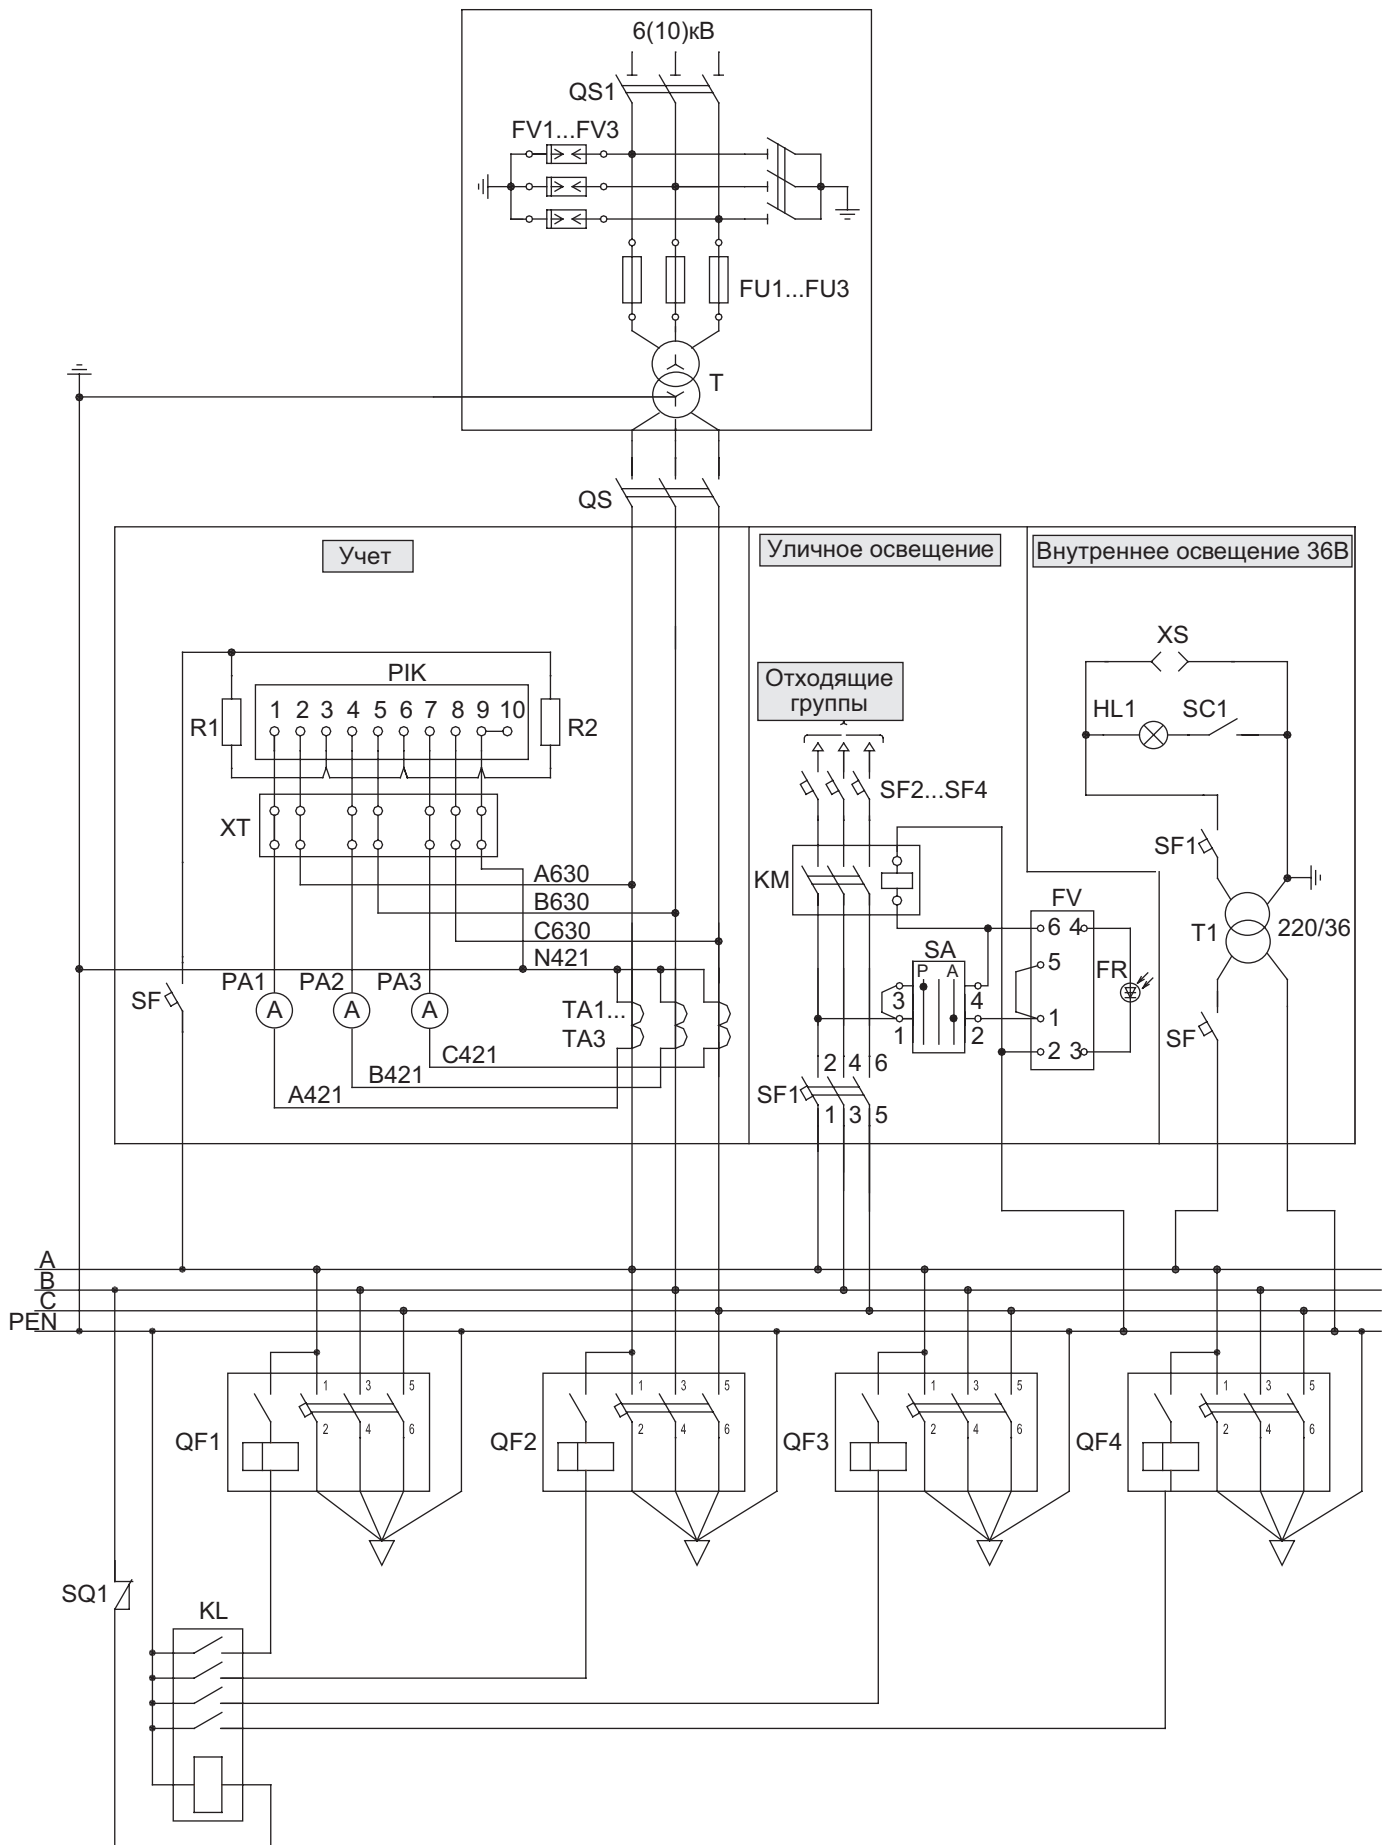 6(10)кВ
QS1
FV1...FV3
FU1...FU3
T
QS
Учет
Уличное освещение
Внутреннее освещение 36В
PIK
1 2 3 4 5 6 7 8 9 10
R1
R2
XT
A630
B630
C630
N421
SF
PA1
PA2
PA3
A
A
A
TA1...
TA3
C421
B421
A421
Отходящие
группы
SF2...SF4
KM
SA
P A
3
4
1
2
FV
6 4
5
1
2 3
FR
2 4 6
SF1
1 3 5
XS
HL1
SC1
SF1
T1
220/36
SF
A
B
C
PEN
1 3 5
2 4 6
QF1
1 3 5
2 4 6
QF2
1 3 5
2 4 6
QF3
1 3 5
2 4 6
QF4
SQ1
KL